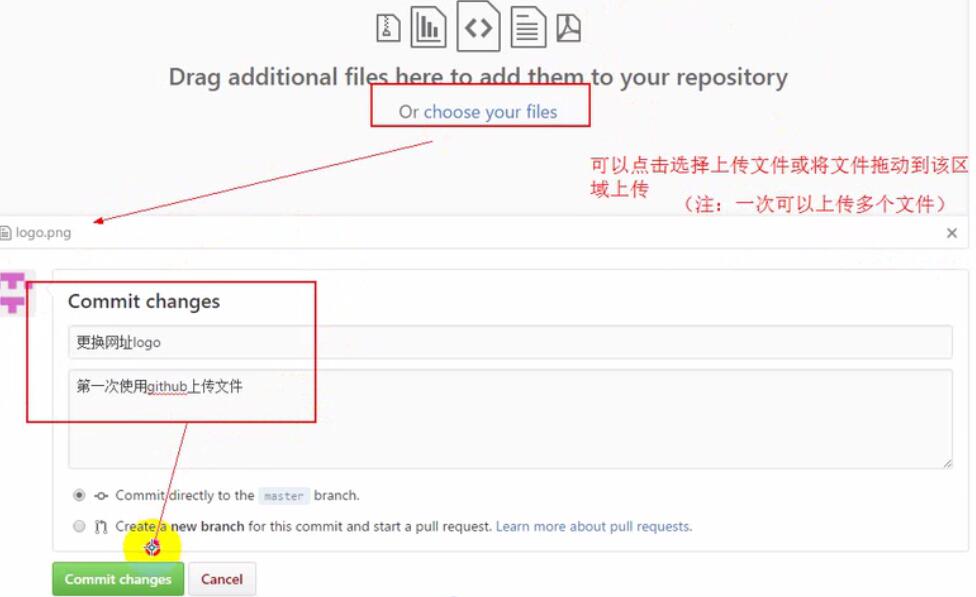 Drag additional files here to add them to your repository
Or choose your files
可以点击选择上传文件或将文件拖动到该区
域上传
（注：一次可以上传多个文件）
logo.png
Commit changes
更换网址logo
第一次使用github上传文件
Commit directly to the master branch.
Create a new branch for this commit and start a pull request. Learn more about pull requests.
Commit changes
Cancel